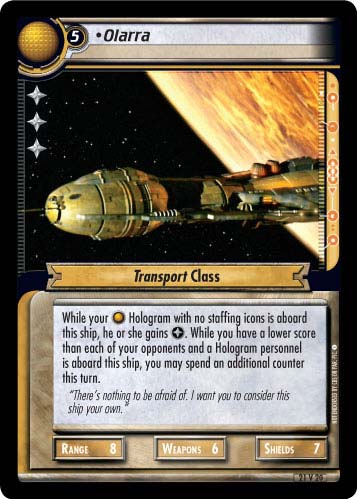 5 •Olarra
Transport Class
While your Hologram with no staffing icons is aboard
this ship, he or she gains . While you have a lower score
than each of your opponents and a Hologram personnel
is aboard this ship, you may spend an additional counter
this turn.
“There's nothing to be afraid of. I want you to consider this
ship your own.”
RANGE 8 WEAPONS 6 SHIELDS 7
21 V 20